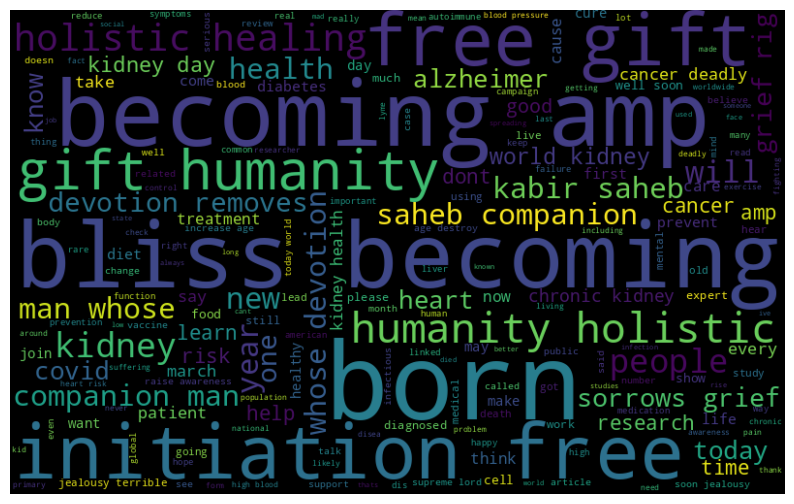 reduce social symptoms mad real really mean autoimmune blood pressure cure lot made
holistic healing free gift
serious review cause fact
doesn kidney day health day alzheimer cancer deadly grief rig
take come blood diabetes much good well soon worldwide
know becoming amp
thing job lyme case common campaign getting last spreading used face many believe
well related researcher control live keep first deadly read mind fighting
gift humanity world kidney will
dont failure using exercise care
devotion removes important kabir saheb
body state treatment whose devotion saheb companion cancer amp
rare check increase age long today world age destroy including prevent hear
diet right always liver known mental old
bliss becoming
change kidney health
man whose function new lead please heart now chronic kidney expert
say food month living human ive
prevention low vaccine cant still american humanity holistic
around learn year one
join kidney risk healthy linked may public said infection every
suffering died better number show study
covid march born people
heart risk raise awareness infectious called got rise
companion man medical make death studies medication sorrows grief
never population diagnosed life way
even want patient help work research awareness chronic pain
kid global national problem
initiation free today
going talk happy high think time
hope likely disea cell
primary jealousy terrible see form high blood support thats dis supreme lord article world need soon jealousy thank